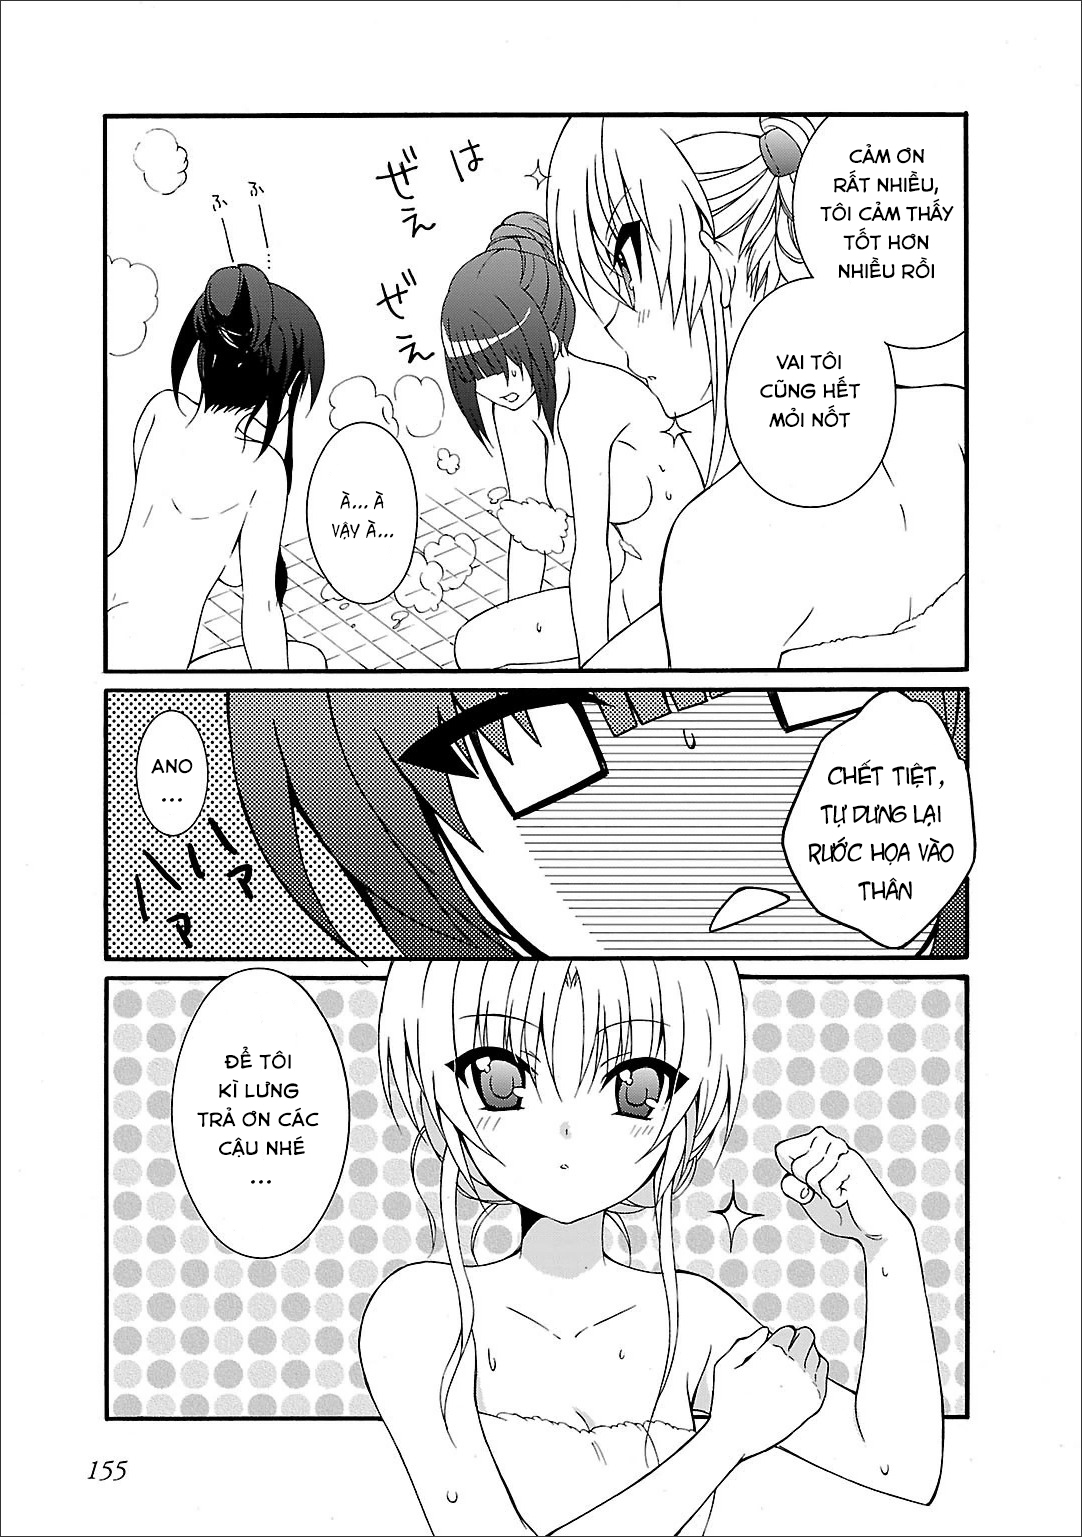 CẢM ƠN
RẤT NHIỀU,
TÔI CẢM THẤY
TỐT HƠN
NHIỀU RỒI
VAI TÔI
CŨNG HẾT
MỎI NỐT
は
ぜぇ
ぜぇ
ふー
ふー…
À... À
VẬY À...
ANO
...
CHẾT TIỆT,
TỰ DƯNG LẠI
RƯỚC HỌA VÀO
THÂN
ハァ
ハァ
ĐỂ TÔI
KÌ LƯNG
TRẢ ƠN CÁC
CẬU NHÉ
...
155